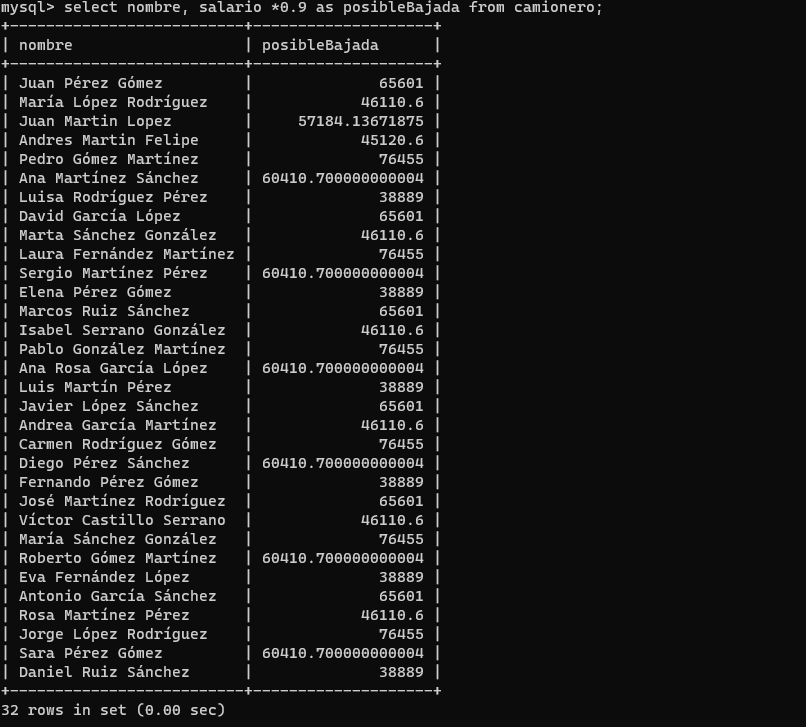 mysql> select nombre, salario *0.9 as posibleBajada from camionero;
+--------------------------+--------------------+
| nombre                   | posibleBajada      |
+--------------------------+--------------------+
| Juan Pérez Gómez         |              65601 |
| María López Rodríguez    |            46110.6 |
| Juan Martin Lopez        |     57184.13671875 |
| Andres Martin Felipe     |            45120.6 |
| Pedro Gómez Martínez     |              76455 |
| Ana Martínez Sánchez     | 60410.700000000004 |
| Luisa Rodríguez Pérez    |              38889 |
| David García López       |              65601 |
| Marta Sánchez González   |            46110.6 |
| Laura Fernández Martínez |              76455 |
| Sergio Martínez Pérez    | 60410.700000000004 |
| Elena Pérez Gómez        |              38889 |
| Marcos Ruiz Sánchez      |              65601 |
| Isabel Serrano González  |            46110.6 |
| Pablo González Martínez  |              76455 |
| Ana Rosa García López    | 60410.700000000004 |
| Luis Martín Pérez        |              38889 |
| Javier López Sánchez     |              65601 |
| Andrea García Martínez   |            46110.6 |
| Carmen Rodríguez Gómez   |              76455 |
| Diego Pérez Sánchez      | 60410.700000000004 |
| Fernando Pérez Gómez     |              38889 |
| José Martínez Rodríguez  |              65601 |
| Víctor Castillo Serrano  |            46110.6 |
| María Sánchez González   |              76455 |
| Roberto Gómez Martínez   | 60410.700000000004 |
| Eva Fernández López      |              38889 |
| Antonio García Sánchez   |              65601 |
| Rosa Martínez Pérez      |            46110.6 |
| Jorge López Rodríguez    |              76455 |
| Sara Pérez Gómez         | 60410.700000000004 |
| Daniel Ruiz Sánchez      |              38889 |
+--------------------------+--------------------+
32 rows in set (0.00 sec)